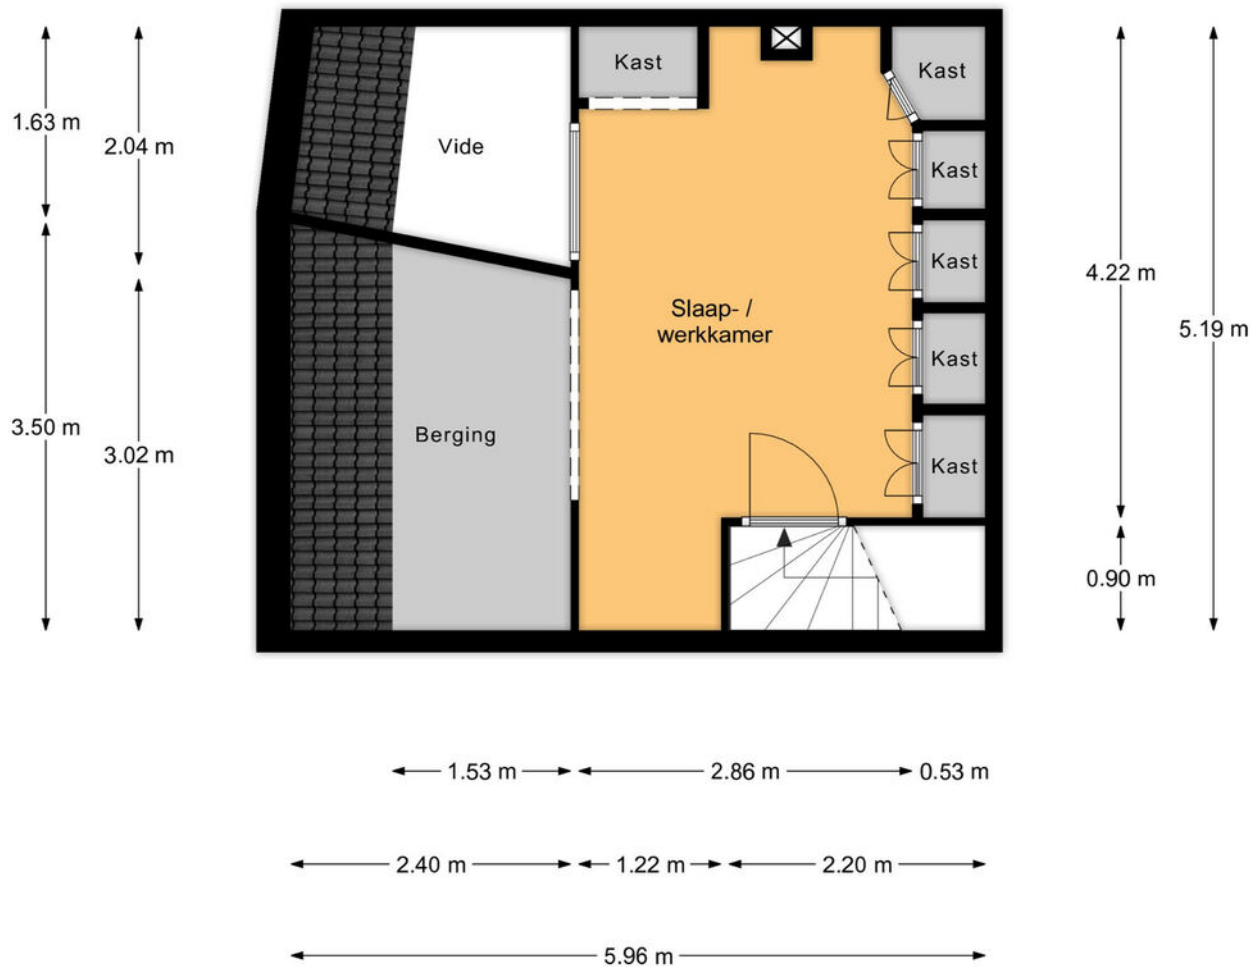 Kast
Kast
1.63 m
2.04 m
Vide
Kast
Kast
4.22 m
Slaap- /
werkkamer
5.19 m
Kast
3.50 m
Berging
3.02 m
Kast
0.90 m
1.53 m
2.86 m
0.53 m
2.40 m
1.22 m
2.20 m
5.96 m